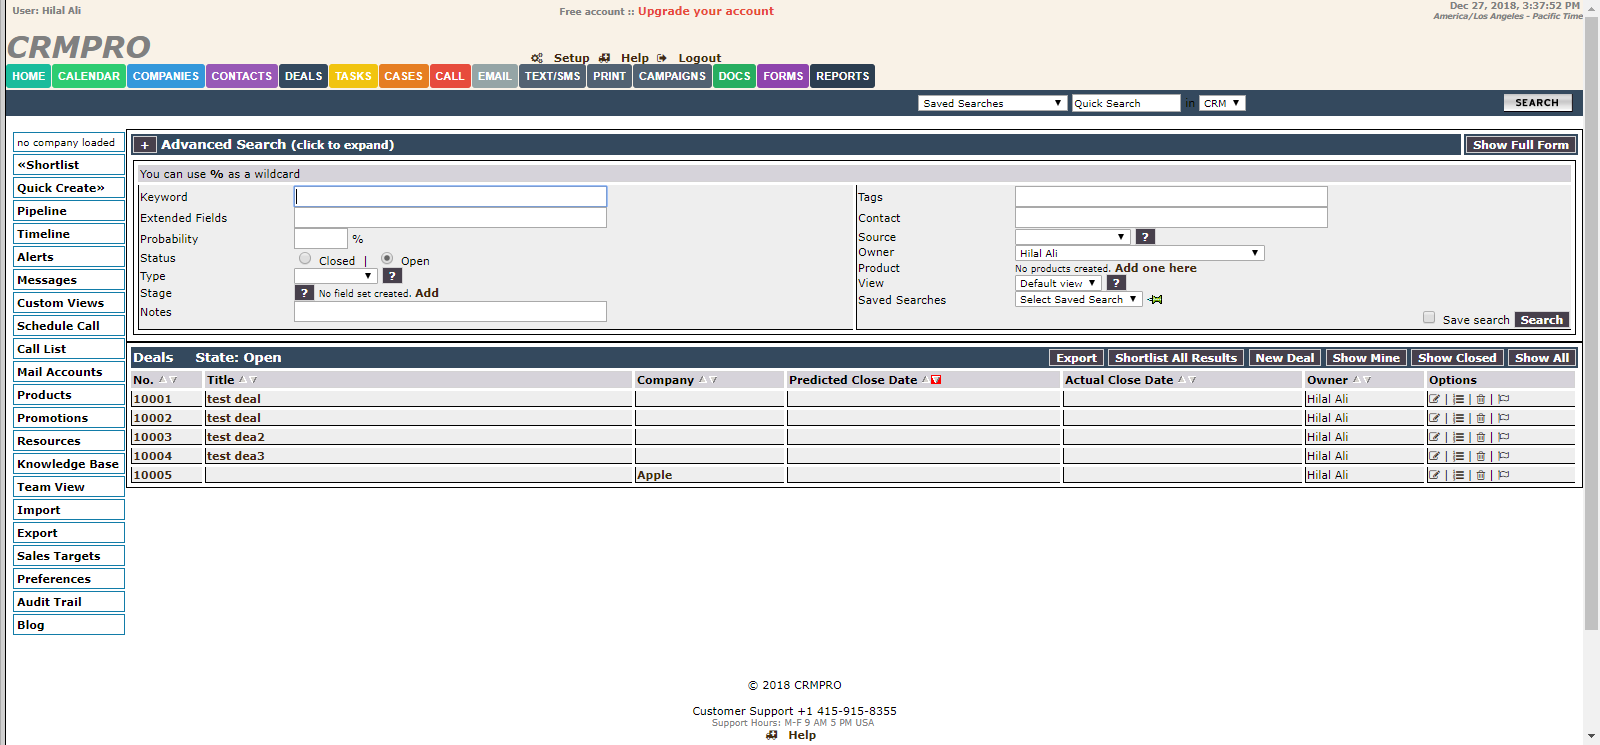 User: Hilal Ali
Free account :: Upgrade your account
Dec 27, 2018, 3:37:52 PM
America/Los Angeles - Pacific Time
CRMPRO
Setup Help Logout
HOME CALENDAR COMPANIES CONTACTS DEALS TASKS CASES CALL EMAIL TEXT/SMS PRINT CAMPAIGNS DOCS FORMS REPORTS
Saved Searches Quick Search in CRM SEARCH
no company loaded
«Shortlist
Quick Create»
Pipeline
Timeline
Alerts
Messages
Custom Views
Schedule Call
Call List
Mail Accounts
Products
Promotions
Resources
Knowledge Base
Team View
Import
Export
Sales Targets
Preferences
Audit Trail
Blog
+ Advanced Search (click to expand) Show Full Form
You can use % as a wildcard
Keyword
Extended Fields
Probability %
Status Closed | Open
Type ?
Stage ? No field set created. Add
Notes
Tags
Contact
Source ?
Owner Hilal Ali
Product No products created. Add one here
View Default view ?
Saved Searches Select Saved Search
Save search Search
Deals State: Open Export Shortlist All Results New Deal Show Mine Show Closed Show All
No. Title Company Predicted Close Date Actual Close Date Owner Options
10001 test deal Hilal Ali | | |
10002 test deal Hilal Ali | | |
10003 test dea2 Hilal Ali | | |
10004 test dea3 Hilal Ali | | |
10005 Apple Hilal Ali | | |
© 2018 CRMPRO
Customer Support +1 415-915-8355
Support Hours: M-F 9 AM 5 PM USA
Help